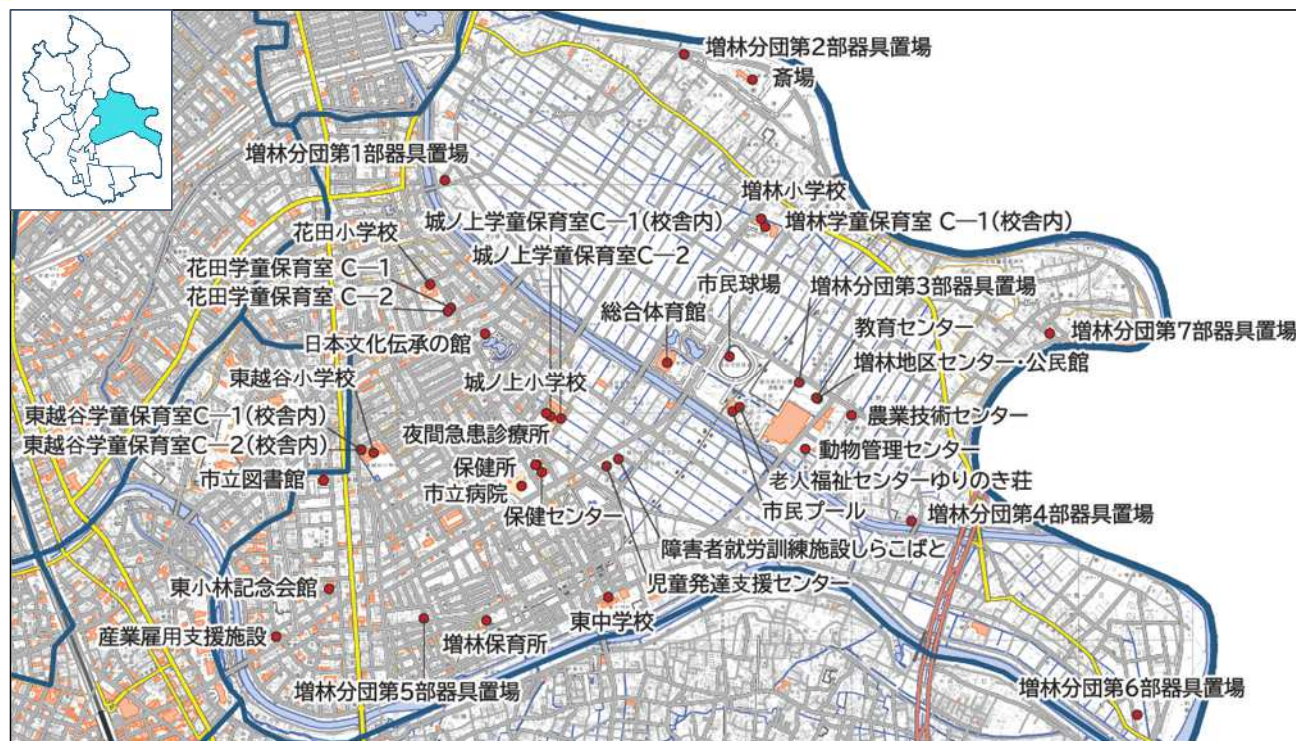 増林分団第2部器具置場
斎場
増林分団第1部器具置場
増林小学校
城ノ上学童保育室C―1(校舎内)
増林学童保育室 C―1(校舎内)
花田小学校
城ノ上学童保育室C―2
花田学童保育室 C―1
市民球場
増林分団第3部器具置場
花田学童保育室 C―2
総合体育館
教育センター
増林分団第7部器具置場
日本文化伝承の館
増林地区センター・公民館
東越谷小学校
城ノ上小学校
東越谷学童保育室C―1(校舎内)
農業技術センター
東越谷学童保育室C―2(校舎内)
夜間急患診療所
動物管理センター
市立図書館
保健所
老人福祉センターゆりのき荘
市立病院
保健センター
市民プール
増林分団第4部器具置場
障害者就労訓練施設しらこばと
東小林記念会館
児童発達支援センター
産業雇用支援施設
増林保育所
東中学校
増林分団第5部器具置場
増林分団第6部器具置場